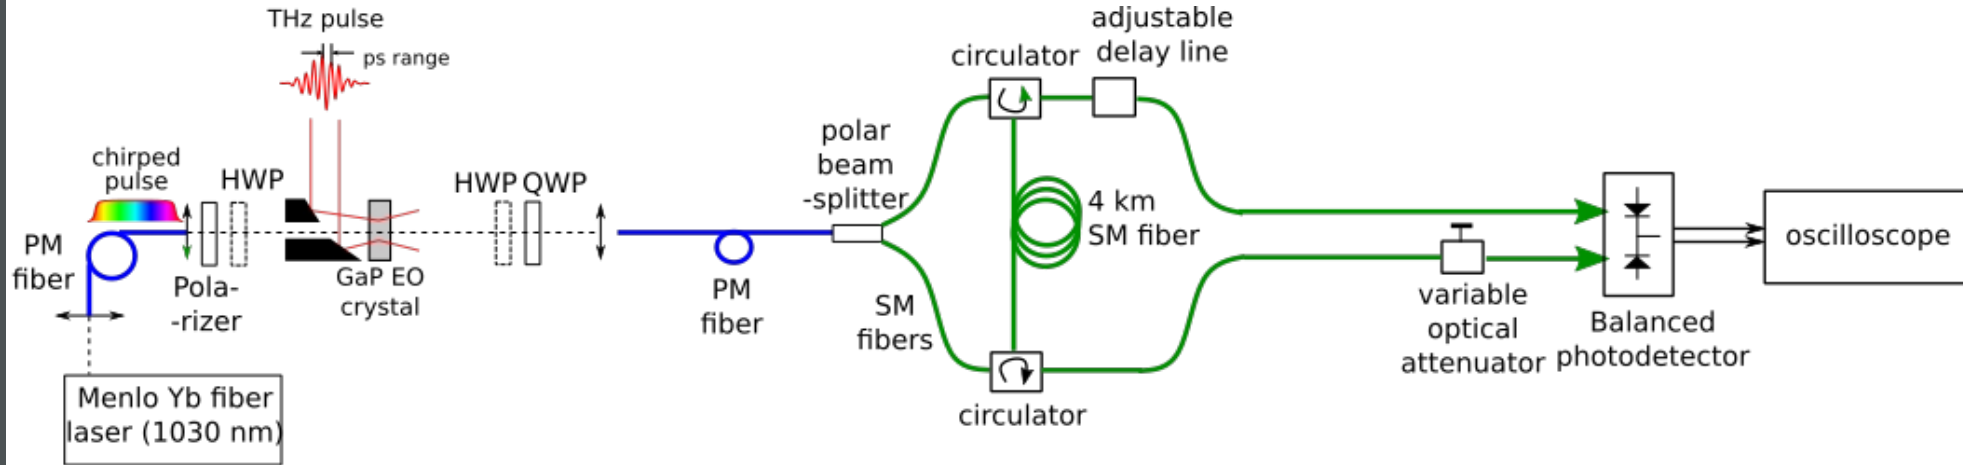 THz pulse
ps range
chirped
pulse
HWP
PM
fiber
Pola-
-rizer
GaP EO
crystal
Menlo Yb fiber
laser (1030 nm)
HWP QWP
PM
fiber
polar
beam
-splitter
SM
fibers
circulator
adjustable
delay line
4 km
SM fiber
circulator
variable
optical
attenuator
Balanced
photodetector
oscilloscope